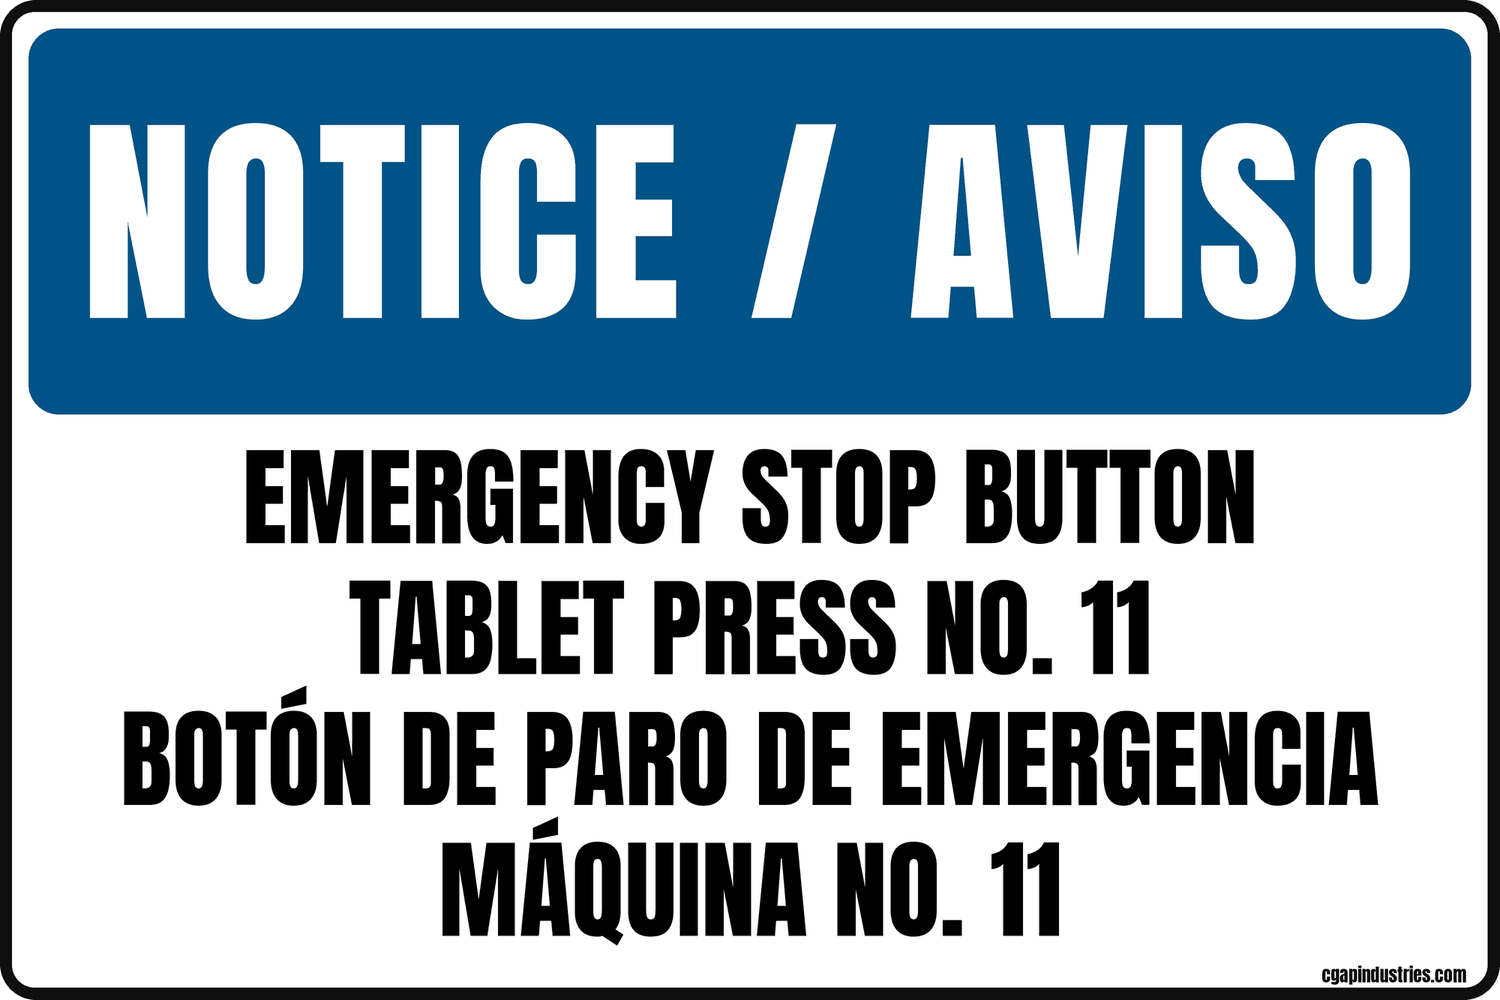 NOTICE / AVISO
EMERGENCY STOP BUTTON
TABLET PRESS NO. 11
BOTÓN DE PARO DE EMERGENCIA
MÁQUINA NO. 11
cgapindustries.com